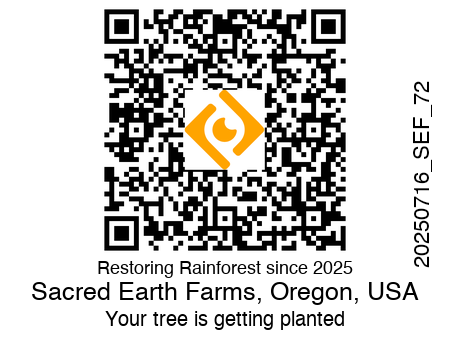 Restoring Rainforest since 2025
Sacred Earth Farms, Oregon, USA
Your tree is getting planted
20250716_SEF_72